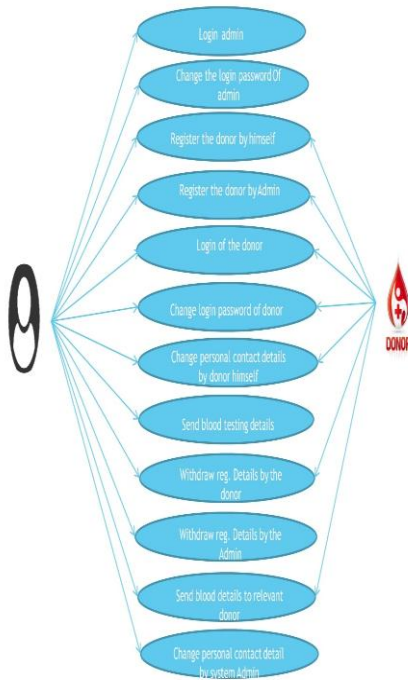 Login admin
Change the login password Of
admin
Register the donor by himself
Register the donor by Admin
Login of the donor
Change login password of donor
Change personal contact details
by donor himself
Send blood testing details
Withdraw reg. Details by the
donor
Withdraw reg. Details by the
Admin
Send blood details to relevant
donor
Change personal contact detail
by system Admin
DONOR